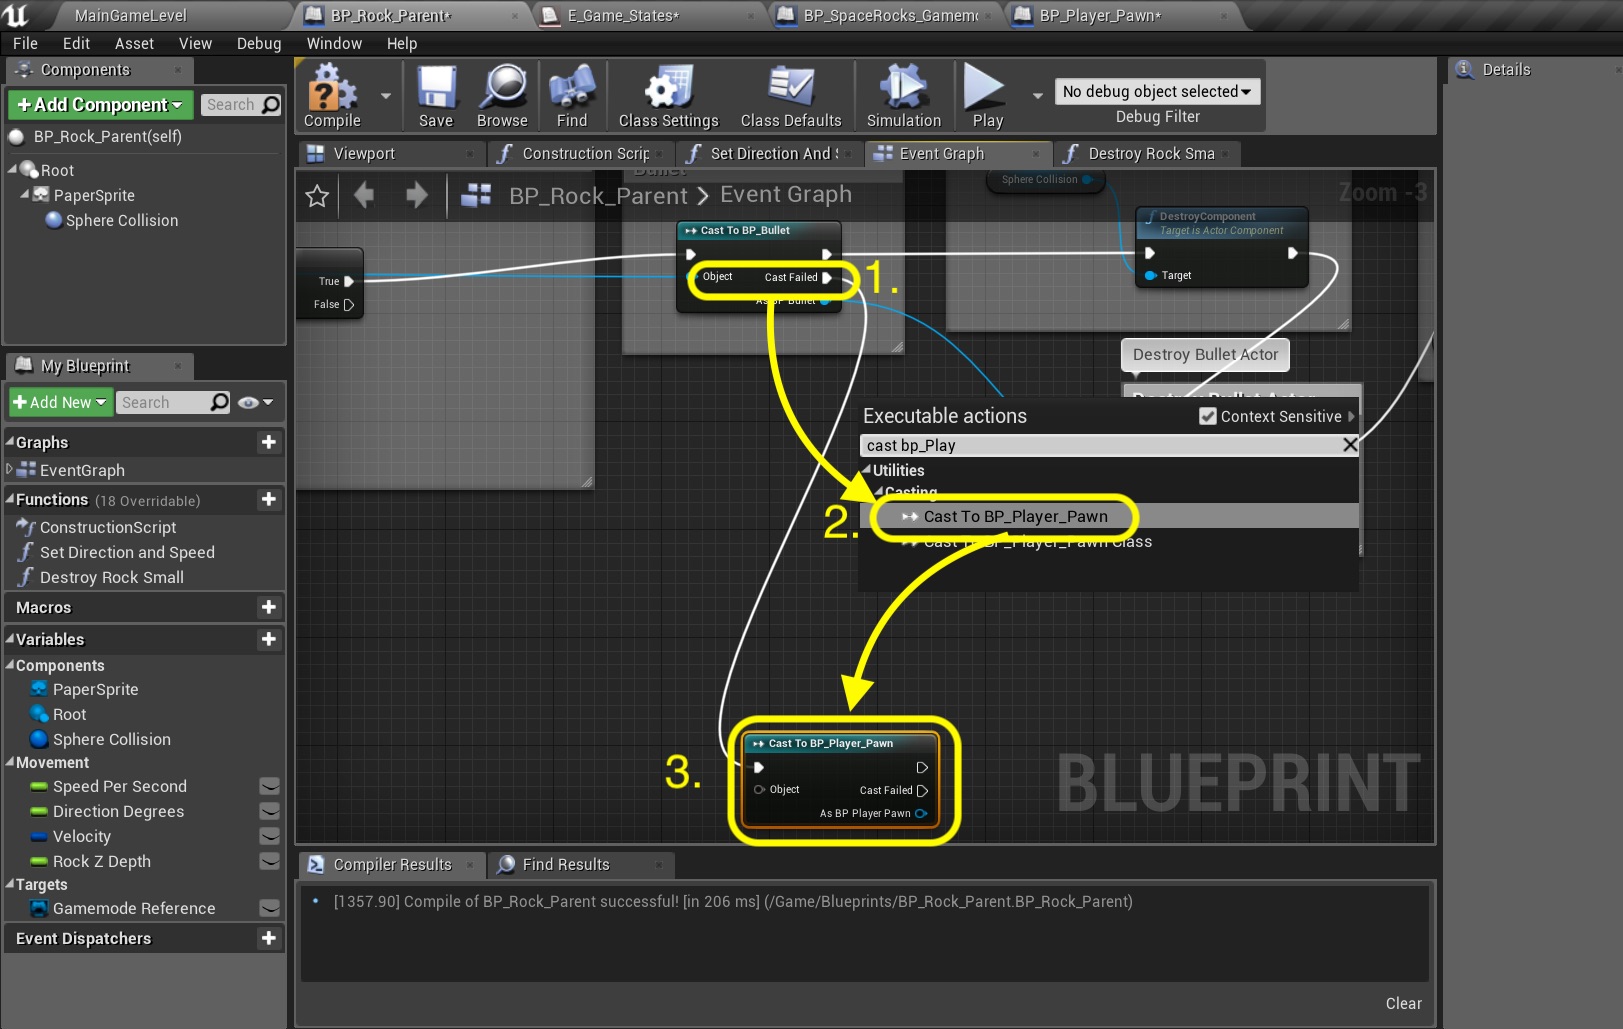 MainGameLevel
BP_Rock_Parent*
E_Game_States*
BP_SpaceRocks_Gamemo
BP_Player_Pawn*
File Edit Asset View Debug Window Help
Components
Add Component
Search
BP_Rock_Parent(self)
Root
PaperSprite
Sphere Collision
Compile
Save
Browse
Find
Class Settings
Class Defaults
Simulation
Play
No debug object selected
Debug Filter
Details
Viewport
Construction Scrip
Set Direction And S
Event Graph
Destroy Rock Sma
Bullet
BP_Rock_Parent > Event Graph
Zoom -3
Sphere Collision
DestroyComponent
Target is Actor Component
Target
Cast To BP_Bullet
Object
Cast Failed
As BP Bullet
1.
True
False
Destroy Bullet Actor
Destroy Bullet Actor
Executable actions
Context Sensitive
cast bp_Play
Utilities
Casting
2.
Cast To BP_Player_Pawn
Cast To BP_Player_Pawn Class
3.
Cast To BP_Player_Pawn
Object
Cast Failed
As BP Player Pawn
BLUEPRINT
My Blueprint
Add New
Search
Graphs
EventGraph
Functions (18 Overridable)
ConstructionScript
Set Direction and Speed
Destroy Rock Small
Macros
Variables
Components
PaperSprite
Root
Sphere Collision
Movement
Speed Per Second
Direction Degrees
Velocity
Rock Z Depth
Targets
Gamemode Reference
Event Dispatchers
Compiler Results
Find Results
[1357.90] Compile of BP_Rock_Parent successful! [in 206 ms] (/Game/Blueprints/BP_Rock_Parent.BP_Rock_Parent)
Clear